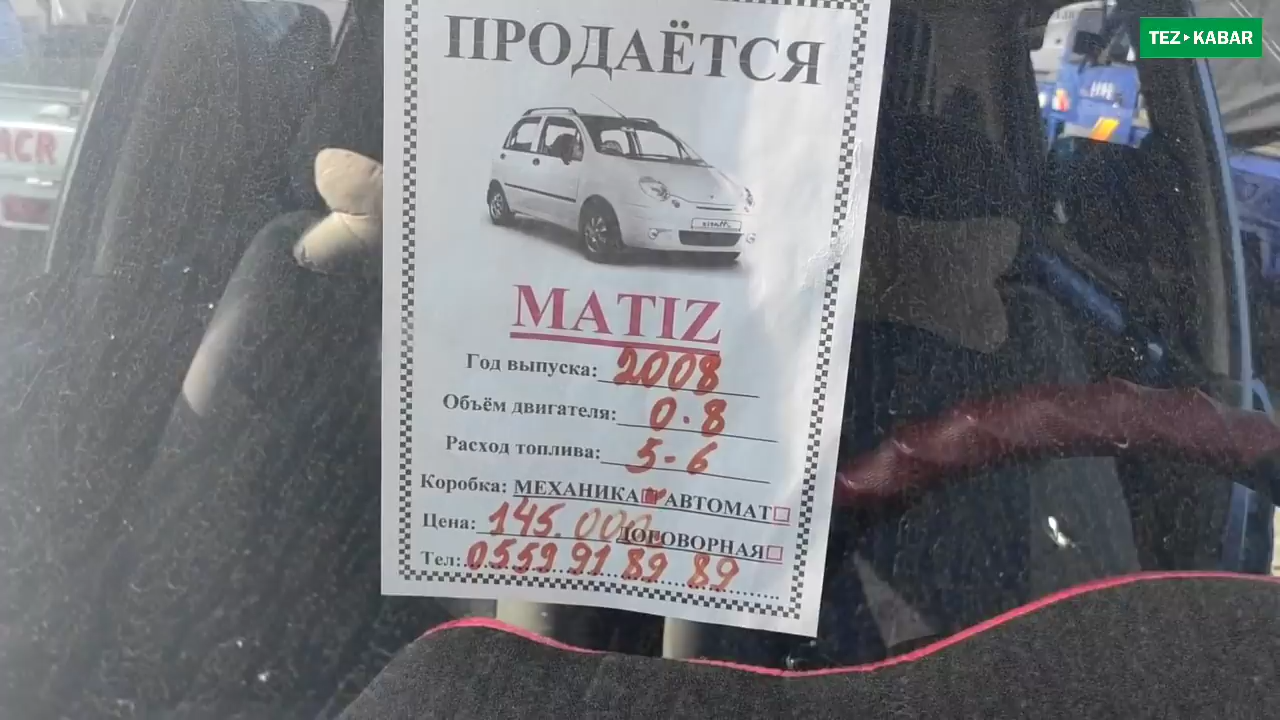 TEZ KABAR
ПРОДАЁТСЯ
MATIZ
Год выпуска: 2008
Объём двигателя: 0.8
Расход топлива: 5-6
Коробка: МЕХАНИКА АВТОМАТ
Цена: 145.000 ДОГОВОРНАЯ
Тел: 0559 91 89 89
ACR